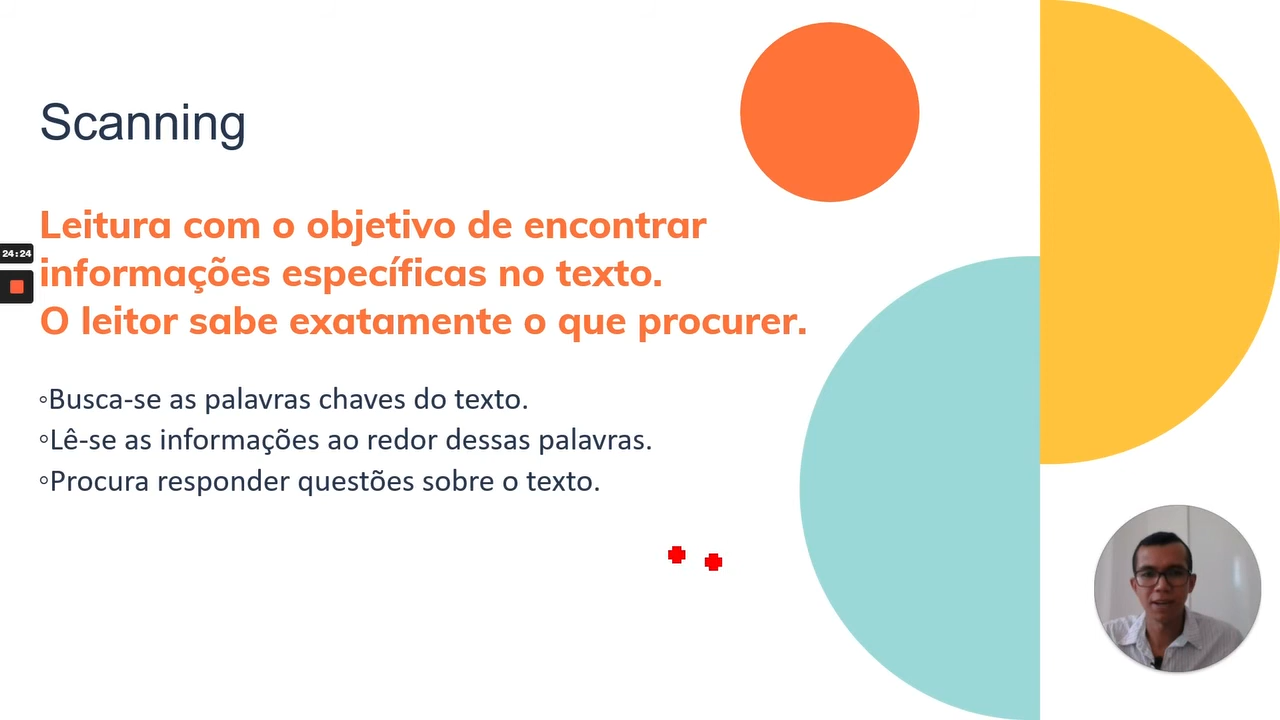 Scanning
Leitura com o objetivo de encontrar
informações específicas no texto.
O leitor sabe exatamente o que procurer.
◦Busca-se as palavras chaves do texto.
◦Lê-se as informações ao redor dessas palavras.
◦Procura responder questões sobre o texto.
24:24